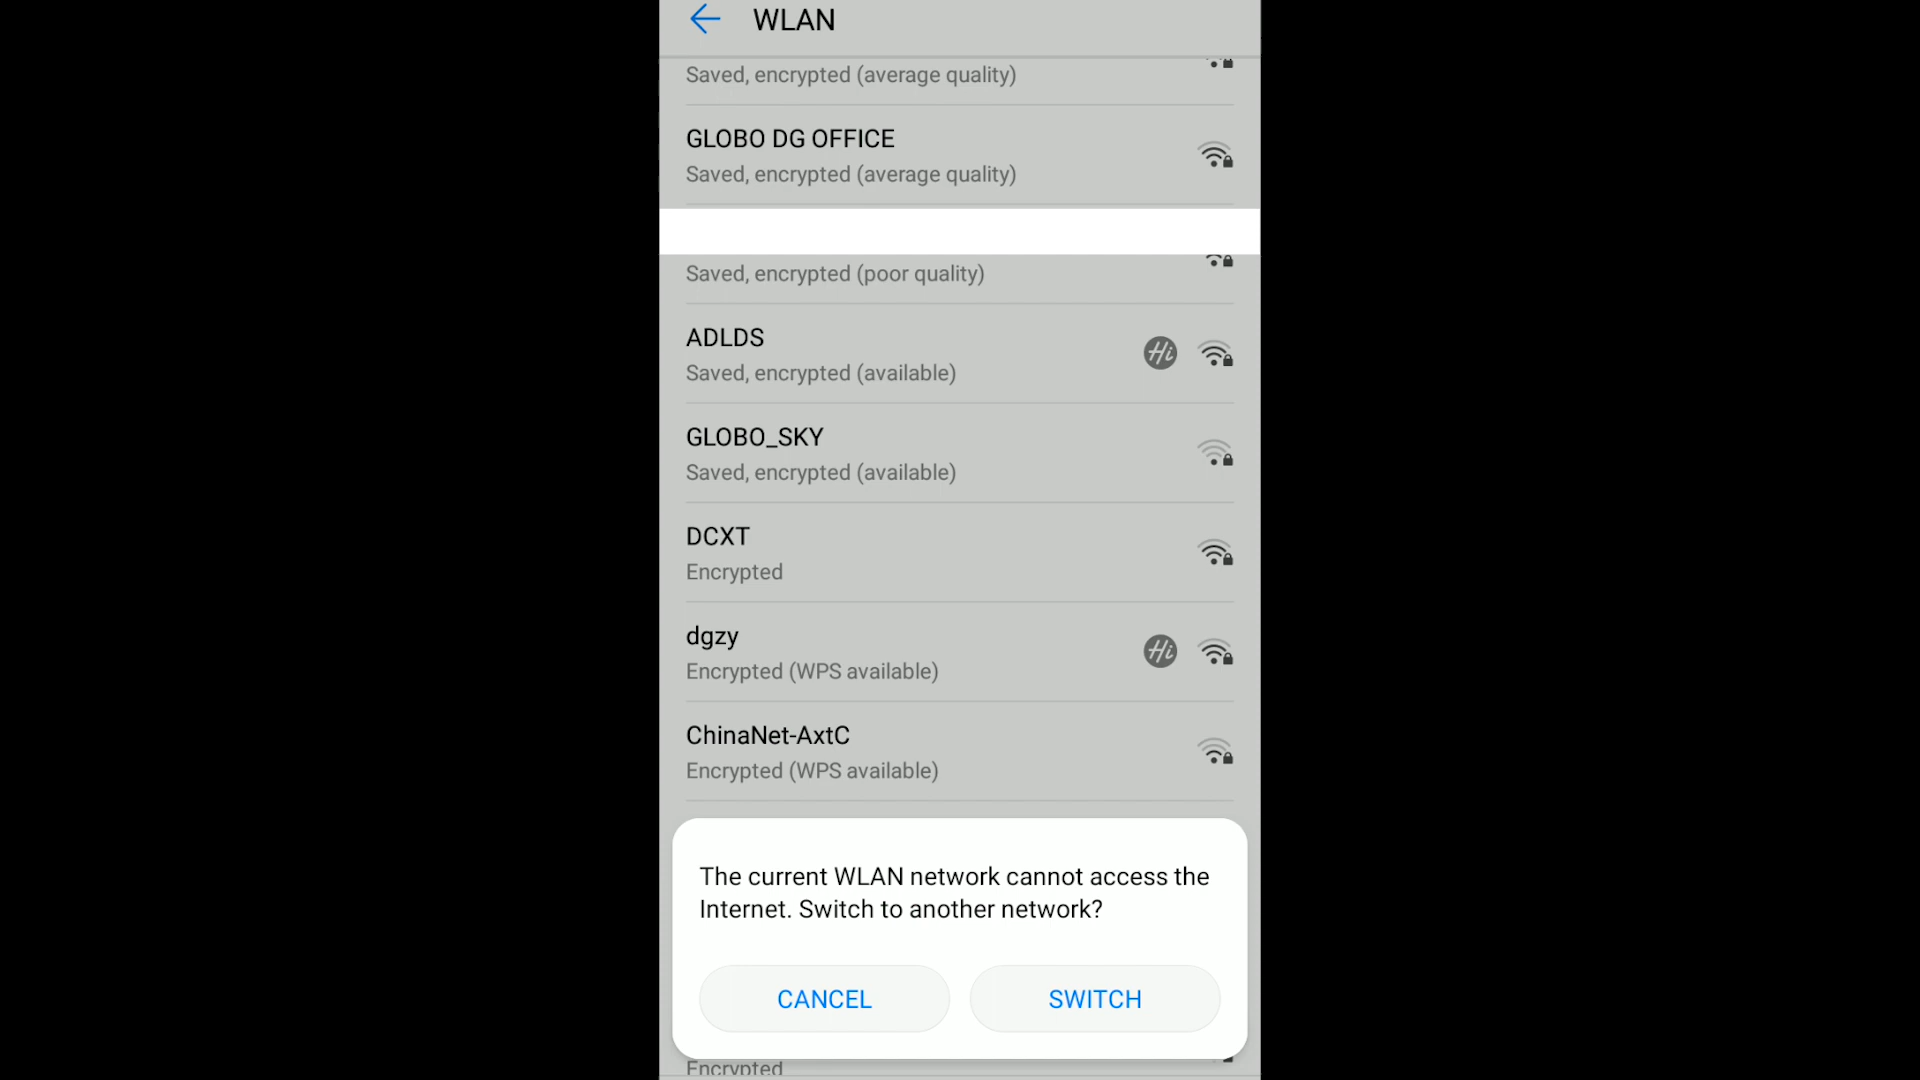 WLAN
Saved, encrypted (average quality)
GLOBO DG OFFICE
Saved, encrypted (average quality)
Saved, encrypted (poor quality)
ADLDS
Hi
Saved, encrypted (available)
GLOBO_SKY
Saved, encrypted (available)
DCXT
Encrypted
dgzy
Hi
Encrypted (WPS available)
ChinaNet-AxtC
Encrypted (WPS available)
The current WLAN network cannot access the
Internet. Switch to another network?
CANCEL
SWITCH
Encrypted